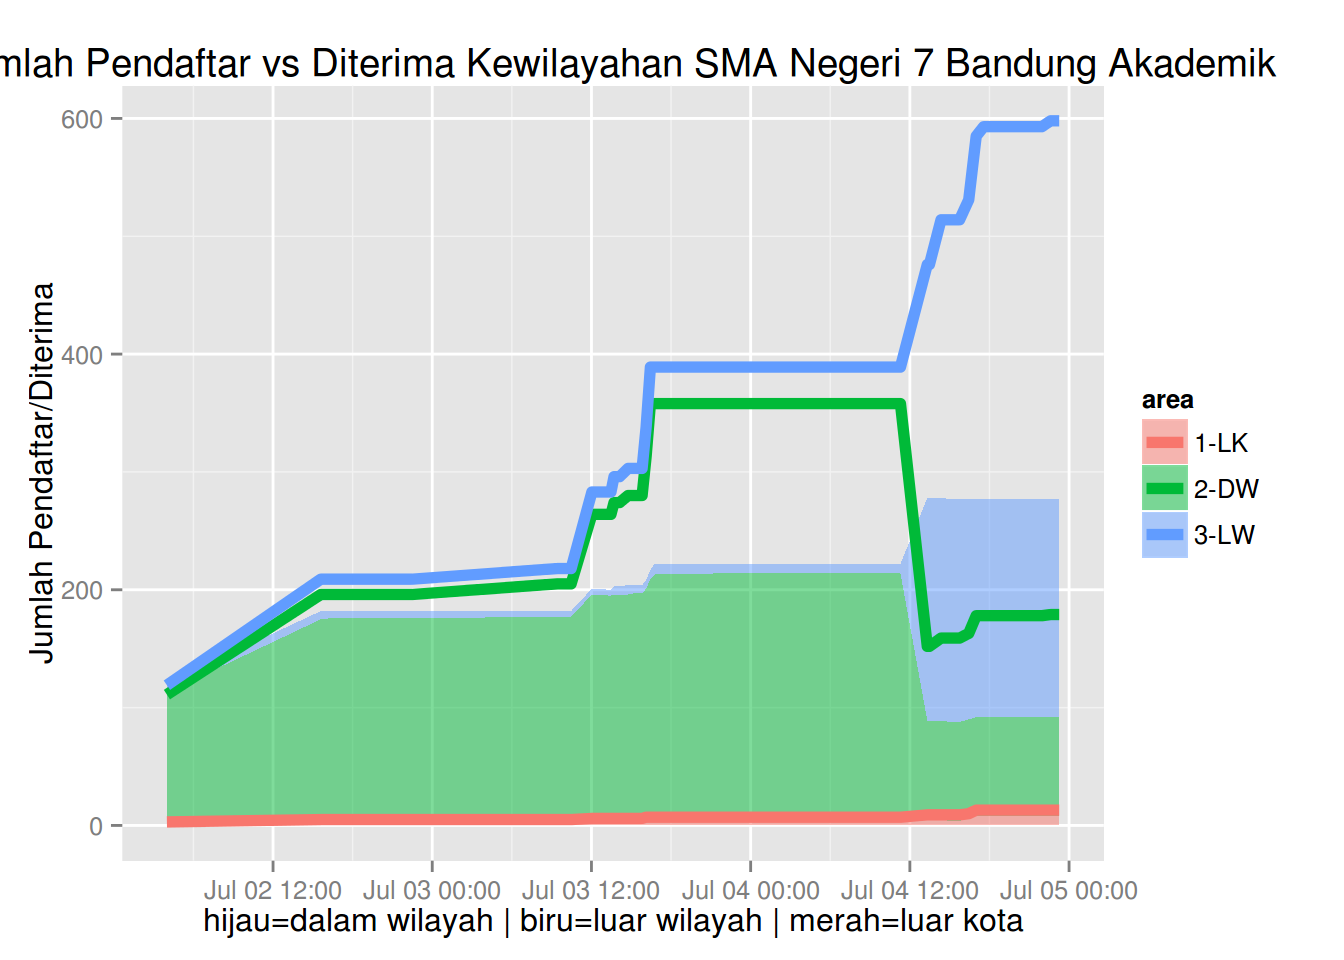 mlah Pendaftar vs Diterima Kewilayahan SMA Negeri 7 Bandung Akademik
Jumlah Pendaftar/Diterima
600
400
200
0
Jul 02 12:00 Jul 03 00:00 Jul 03 12:00 Jul 04 00:00 Jul 04 12:00 Jul 05 00:00
hijau=dalam wilayah | biru=luar wilayah | merah=luar kota
area
1-LK
2-DW
3-LW